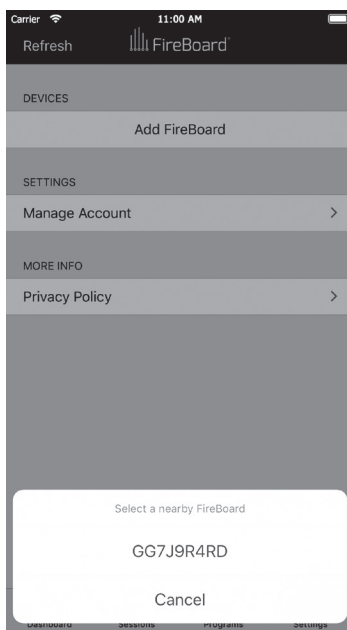 Carrier 11:00 AM
Refresh FireBoard
DEVICES
Add FireBoard
SETTINGS
Manage Account
MORE INFO
Privacy Policy
Select a nearby FireBoard
GG7J9R4RD
Cancel
Dashboard Sessions Programs Settings